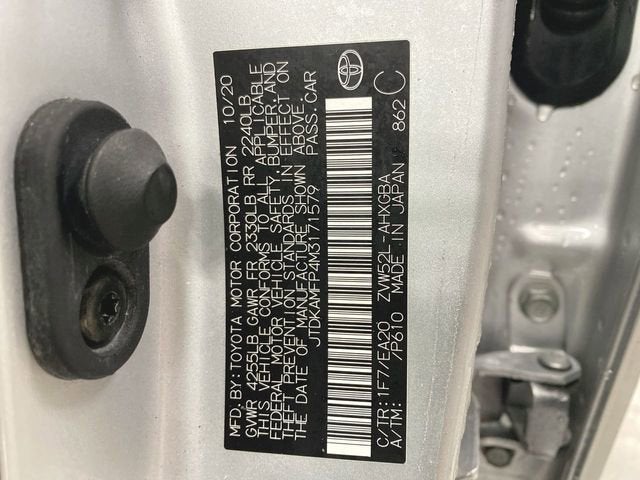 MFD. BY: TOYOTA MOTOR CORPORATION 10/20
GVWR 4255LB GAWR FR 2330LB RR 2240LB
THIS VEHICLE CONFORMS TO ALL APPLICABLE
FEDERAL MOTOR VEHICLE SAFETY, BUMPER, AND
THEFT PREVENTION STANDARDS IN EFFECT ON
THE DATE OF MANUFACTURE SHOWN ABOVE.
JTDKAMFP4M3171579 PASS. CAR
C/TR: 1F7/EA20 ZVW52L-AHXGBA
A/TM: /P610 MADE IN JAPAN 862 C